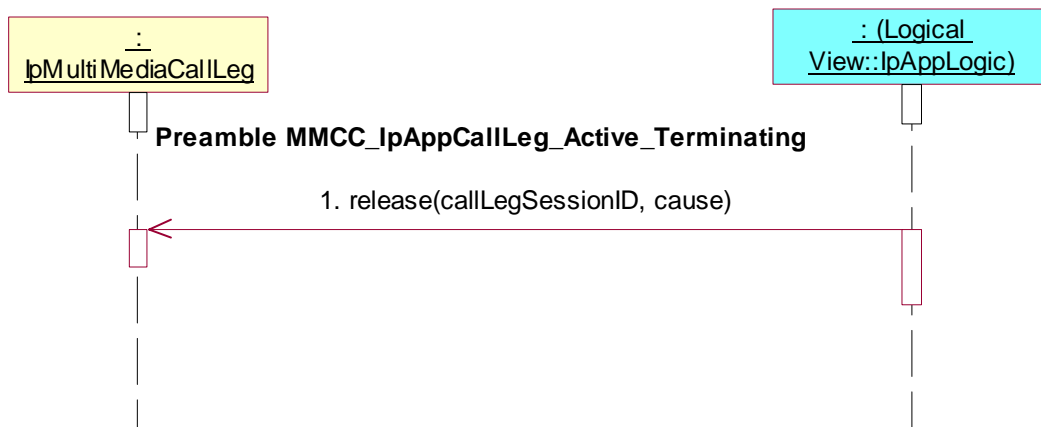 :
IpMultiMediaCallLeg
: (Logical
View::IpAppLogic)
Preamble MMCC_IpAppCallLeg_Active_Terminating
1. release(callLegSessionID, cause)